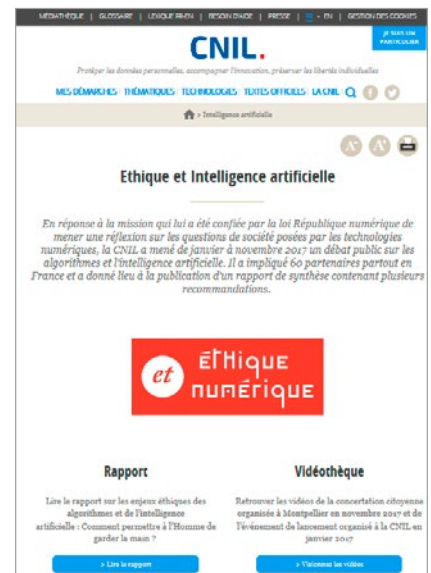 MÉDIATHÈQUE | GLOSSAIRE | LEXIQUE FR-EN | BESOIN D'AIDE | PRESSE | - EN | GESTION DES COOKIES
JE SUIS UN
PARTICULIER
CNIL.
Protéger les données personnelles, accompagner l'innovation, préserver les libertés individuelles
MES DÉMARCHES | THÉMATIQUES | TECHNOLOGIES | TEXTES OFFICIELS | LA CNIL
> Intelligence artificielle
A- A+
Ethique et Intelligence artificielle
En réponse à la mission qui lui a été confiée par la loi République numérique de
mener une réflexion sur les questions de société posées par les technologies
numériques, la CNIL a mené de janvier à novembre 2017 un débat public sur les
algorithmes et l'intelligence artificielle. Il a impliqué 60 partenaires partout en
France et a donné lieu à la publication d'un rapport de synthèse contenant plusieurs
recommandations.
et ÉTHique
numérique
Rapport
Lire le rapport sur les enjeux éthiques des
algorithmes et de l'intelligence
artificielle : Comment permettre à l'Homme de
garder la main ?
> Lire le rapport
Vidéothèque
Retrouver les vidéos de la concertation citoyenne
organisée à Montpellier en novembre 2017 et de
l'événement de lancement organisé à la CNIL en
janvier 2017
> Visionner les vidéos